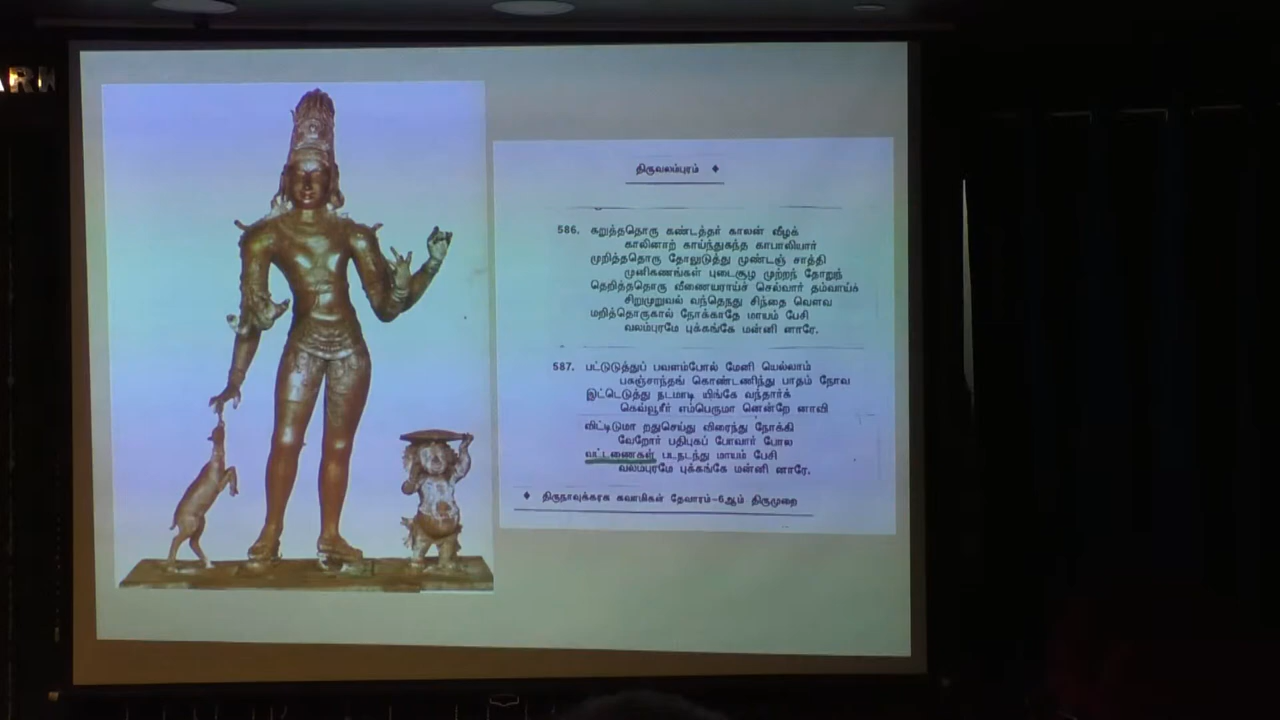 ARK
திருவலம்புரம் ◆
586. கறுத்ததொரு கண்டத்தர் காலன் வீழக்
காலினாற் காய்ந்துகந்த காபாலியார்
முறித்ததொரு தோலுடுத்து முண்டஞ் சாத்தி
முனிகணங்கள் புடைசூழ முற்றந் தோறுந்
தெறித்ததொரு வீணையராய்ச் செல்வார் தம்வாய்ச்
சிறுமுறுவல் வந்தெனது சிந்தை வெளவ
மறித்தொருகால் நோக்காதே மாயம் பேசி
வலம்புரமே புக்கங்கே மன்னி னாரே.
587. பட்டுடுத்துப் பவளம்போல் மேனி யெல்லாம்
பசுஞ்சாந்தங் கொண்டணிந்து பாதம் நோவ
இட்டெடுத்து நடமாடி யிங்கே வந்தார்க்
கெவ்வூரீர் எம்பெருமா னென்றே னாவி
விட்டிடுமா றதுசெய்து விரைந்து நோக்கி
வேறோர் பதிபுகப் போவார் போல
வட்டணைகள் படநடந்து மாயம் பேசி
வலம்புரமே புக்கங்கே மன்னி னாரே.
◆ திருநாவுக்கரசு சுவாமிகள் தேவாரம்-6ஆம் திருமுறை